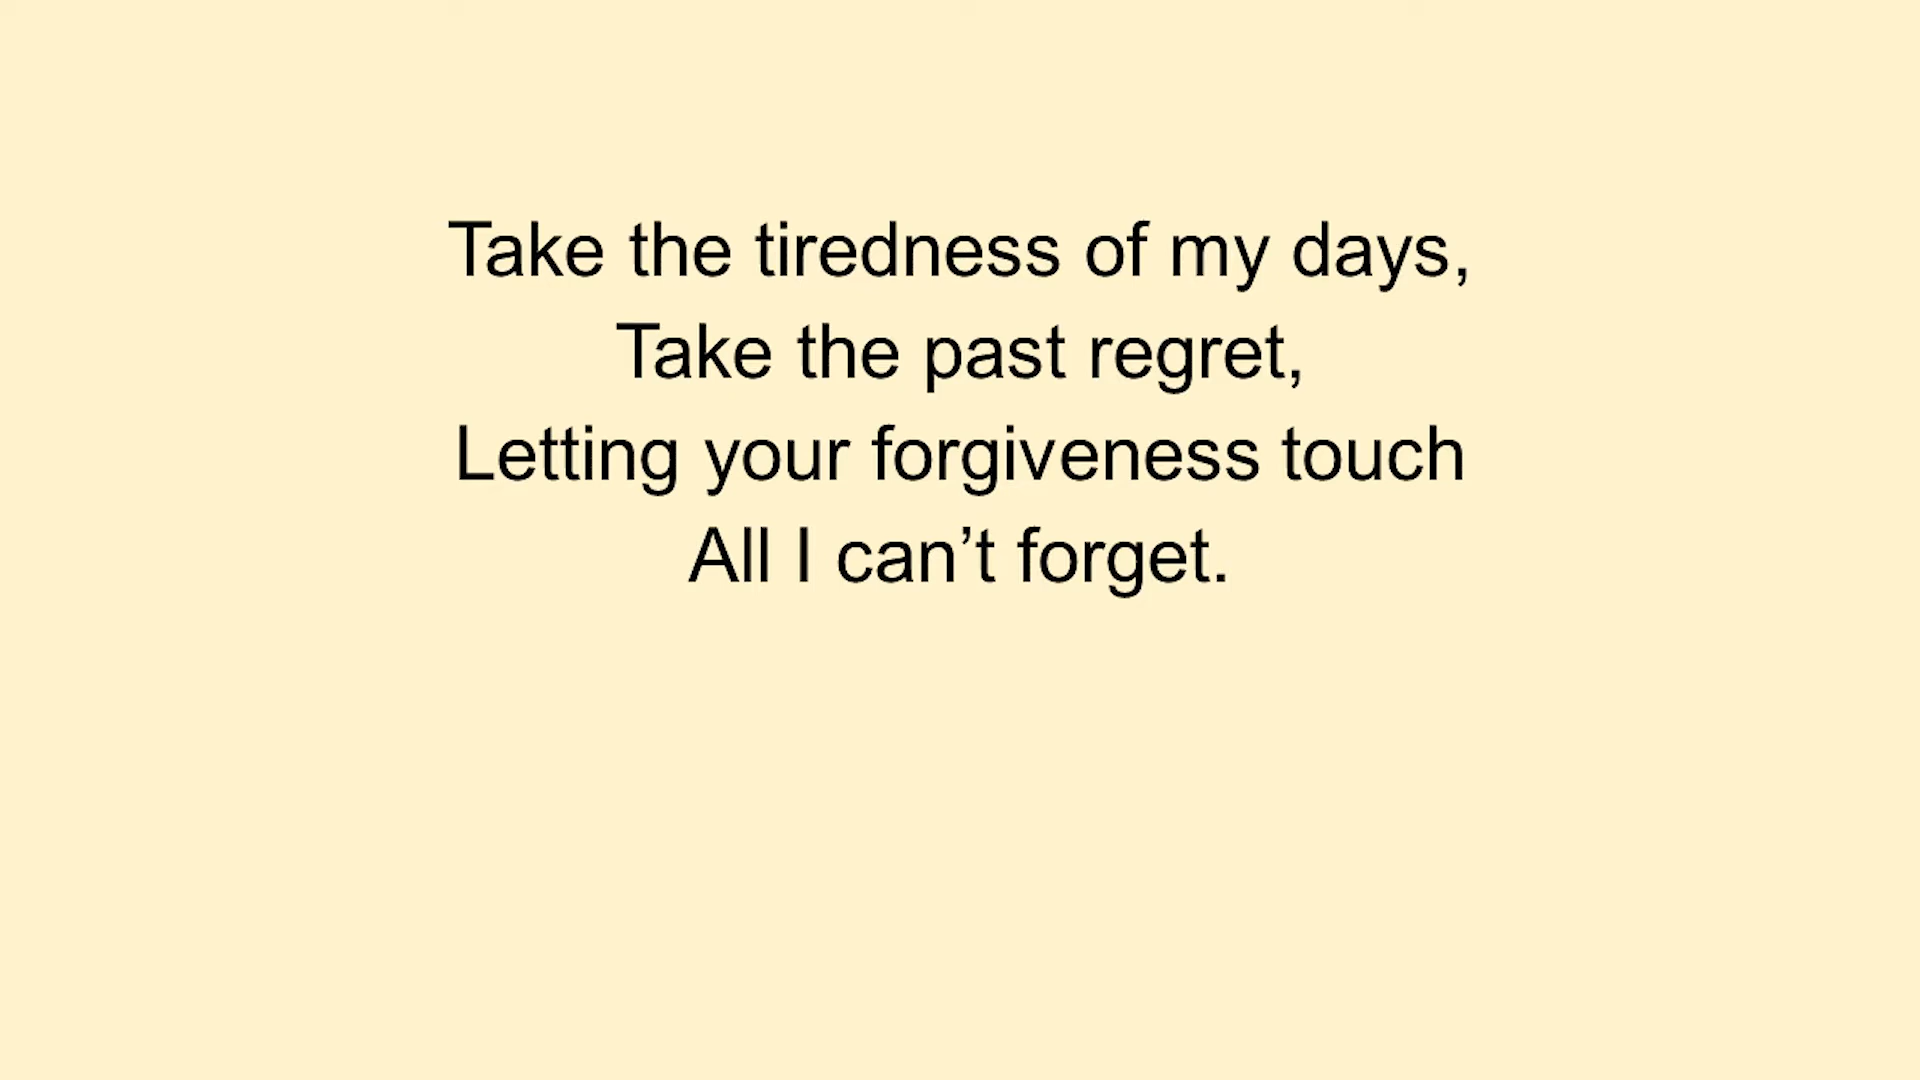 Take the tiredness of my days,
Take the past regret,
Letting your forgiveness touch
All I can’t forget.